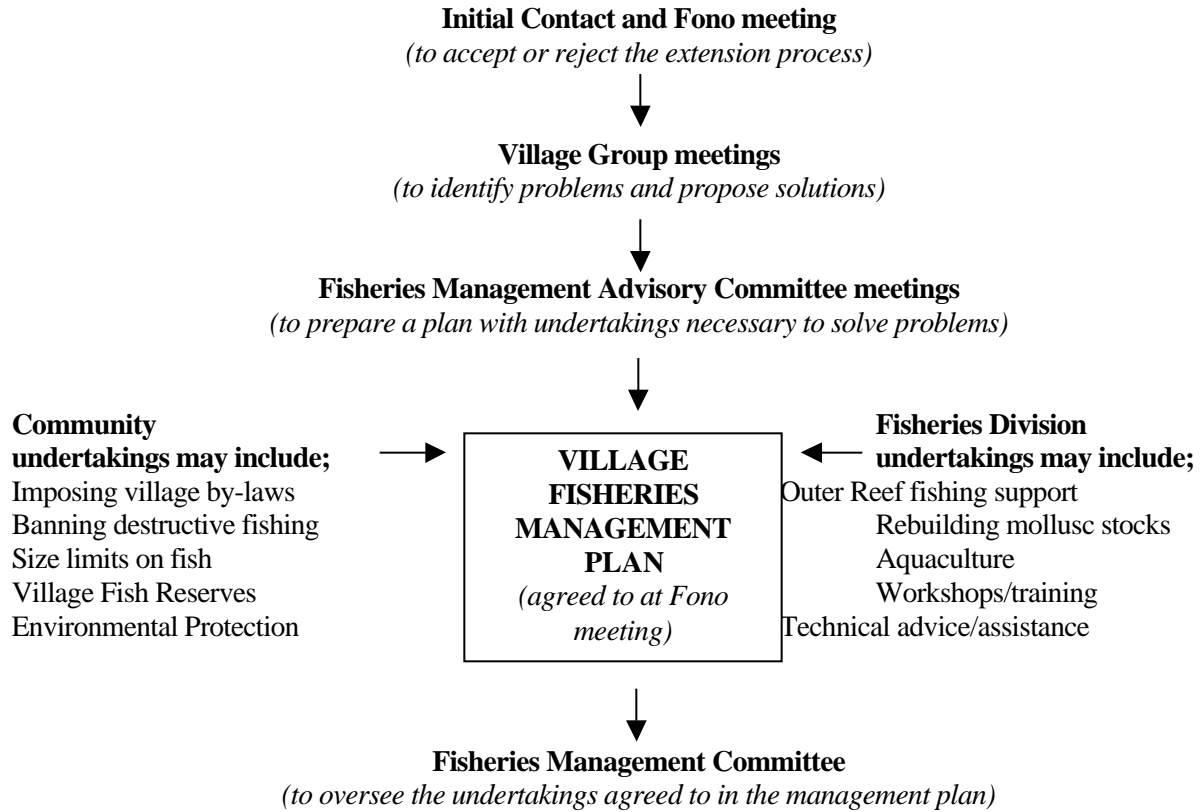 Initial Contact and Fono meeting
(to accept or reject the extension process)
Village Group meetings
(to identify problems and propose solutions)
Fisheries Management Advisory Committee meetings
(to prepare a plan with undertakings necessary to solve problems)
Community
undertakings may include;
Imposing village by-laws
Banning destructive fishing
Size limits on fish
Village Fish Reserves
Environmental Protection
VILLAGE
FISHERIES
MANAGEMENT
PLAN
(agreed to at Fono
meeting)
Fisheries Division
undertakings may include;
Outer Reef fishing support
Rebuilding mollusc stocks
Aquaculture
Workshops/training
Technical advice/assistance
Fisheries Management Committee
(to oversee the undertakings agreed to in the management plan)